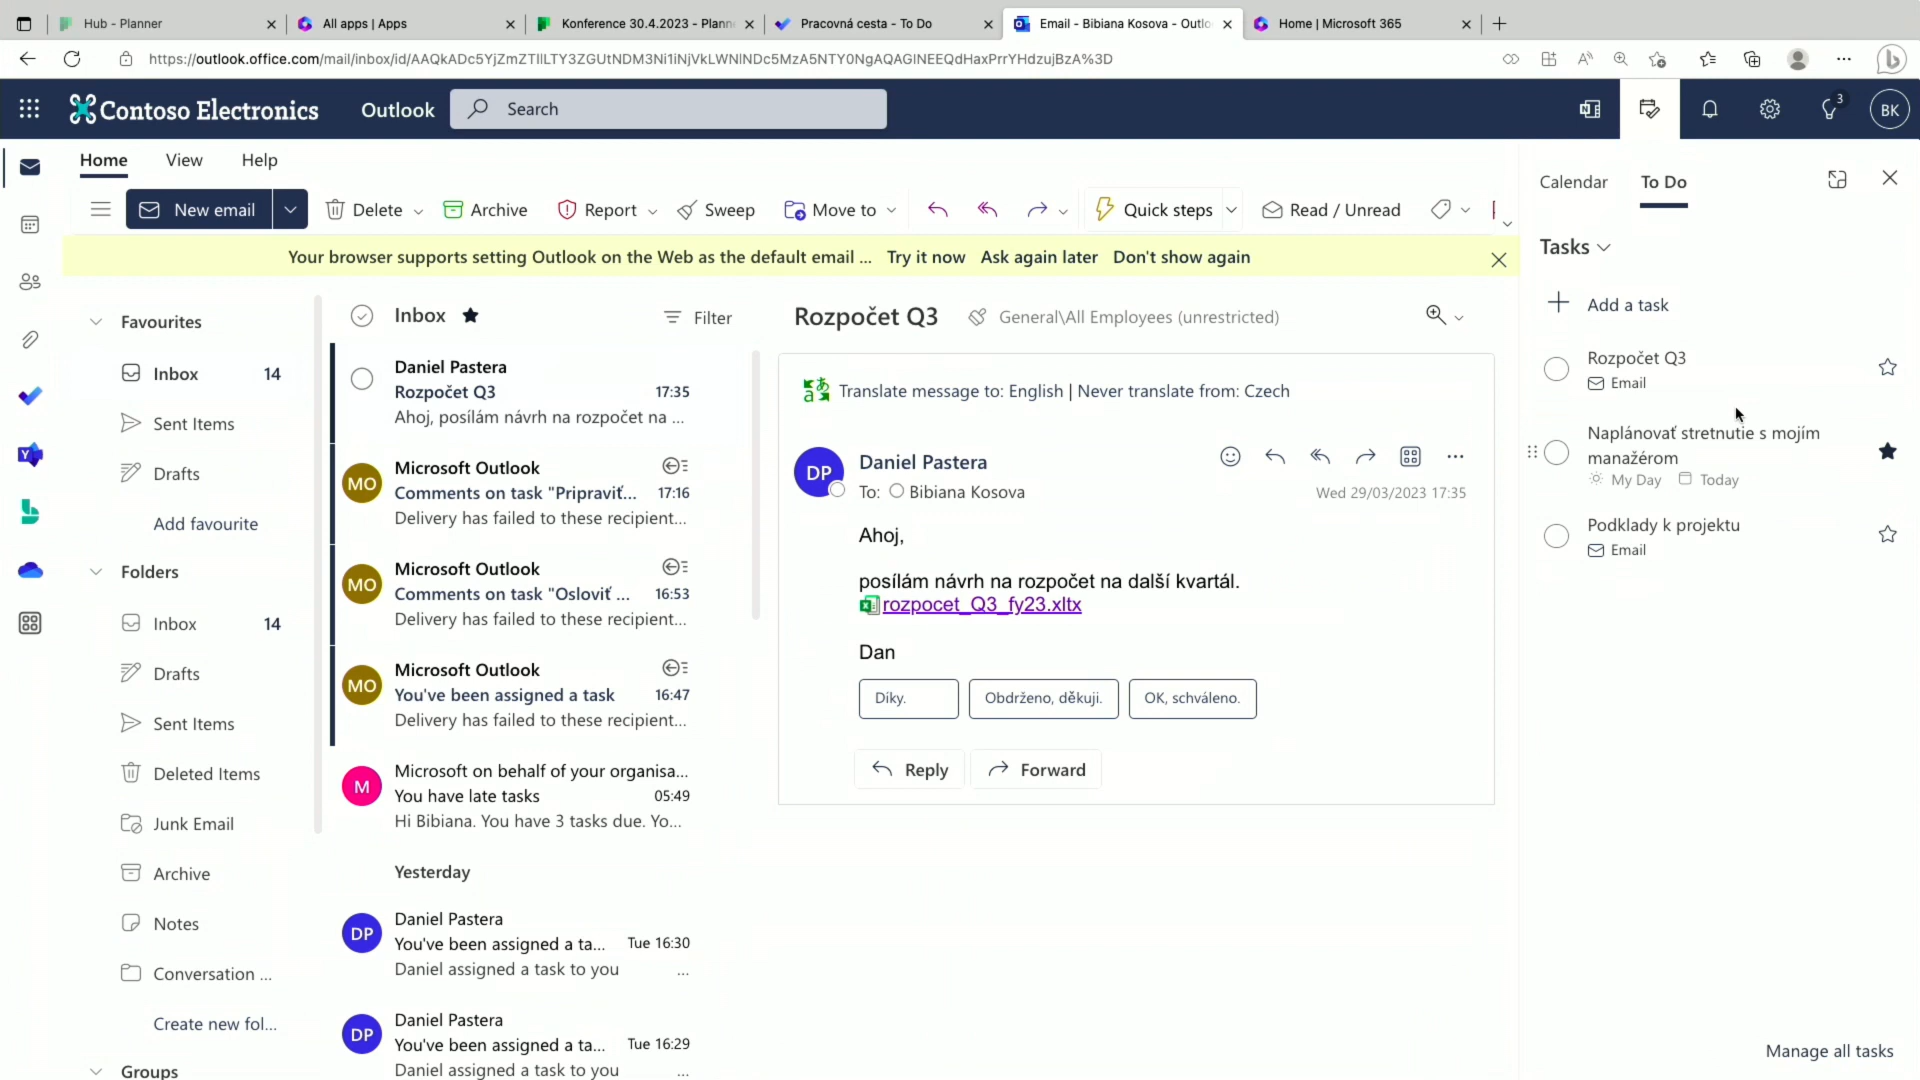 Hub - Planner
All apps | Apps
Konference 30.4.2023 - Plann
Pracovná cesta - To Do
Email - Bibiana Kosova - Outlo
Home | Microsoft 365
Contoso Electronics
Outlook
Search
3
BK
Home
View
Help
New email
Delete
Archive
Report
Sweep
Move to
Quick steps
Read / Unread
Your browser supports setting Outlook on the Web as the default email ... Try it now Ask again later Don't show again
Favourites
Inbox 14
Sent Items
Drafts
Add favourite
Folders
Inbox 14
Drafts
Sent Items
Deleted Items
Junk Email
Archive
Notes
Conversation ...
Create new fol...
Groups
Inbox
Filter
Daniel Pastera
Rozpočet Q3 17:35
Ahoj, posílám návrh na rozpočet na ...
MO
Microsoft Outlook
Comments on task "Pripraviť... 17:16
Delivery has failed to these recipient...
MO
Microsoft Outlook
Comments on task "Osloviť ... 16:53
Delivery has failed to these recipient...
MO
Microsoft Outlook
You've been assigned a task 16:47
Delivery has failed to these recipient...
M
Microsoft on behalf of your organisa...
You have late tasks 05:49
Hi Bibiana. You have 3 tasks due. Yo...
Yesterday
DP
Daniel Pastera
You've been assigned a ta... Tue 16:30
Daniel assigned a task to you ...
DP
Daniel Pastera
You've been assigned a ta... Tue 16:29
Daniel assigned a task to you ...
Rozpočet Q3
General\All Employees (unrestricted)
Translate message to: English | Never translate from: Czech
DP
Daniel Pastera
To: Bibiana Kosova
Wed 29/03/2023 17:35
Ahoj,
posílám návrh na rozpočet na další kvartál.
rozpocet_Q3_fy23.xltx
Dan
Díky.
Obdrženo, děkuji.
OK, schváleno.
Reply
Forward
Calendar
To Do
Tasks
Add a task
Rozpočet Q3
Email
Naplánovať stretnutie s mojím
manažérom
My Day Today
Podklady k projektu
Email
Manage all tasks